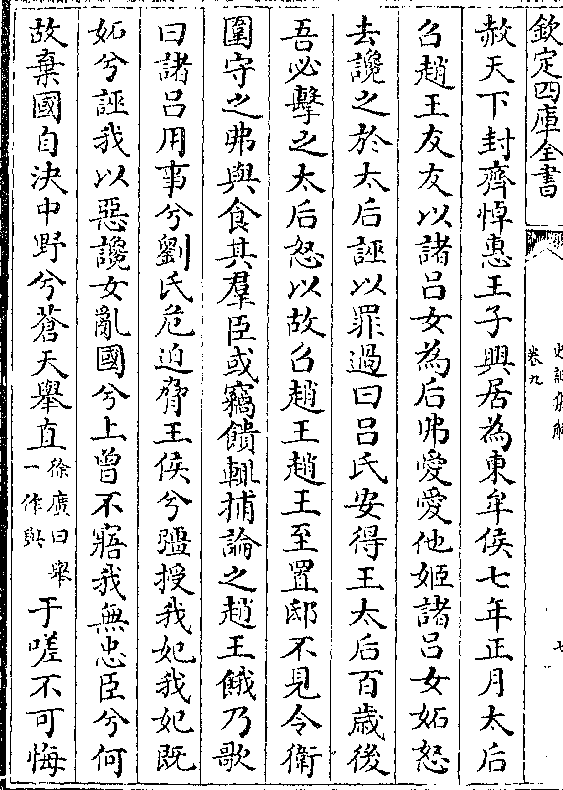 欽定四庫全書
史記集解
卷九
七
赦天下封齊悼惠王子興居為東牟侯七年正月太后
召趙王友友以諸吕女為后弗愛愛他姬諸吕女妬怒
去讒之於太后誣以罪過曰吕氏安得王太后百歲後
吾必擊之太后怒以故召趙王趙王至置邸不見令衛
圍守之弗與食其羣臣或竊饋輒捕論之趙王餓乃歌
曰諸吕用事兮劉氏危迫脅王侯兮彊授我妃我妃既
妬兮誣我以惡讒女亂國兮上曾不寤我無忠臣兮何
故棄國自決中野兮蒼天舉直徐廣曰舉一作與于嗟不可悔